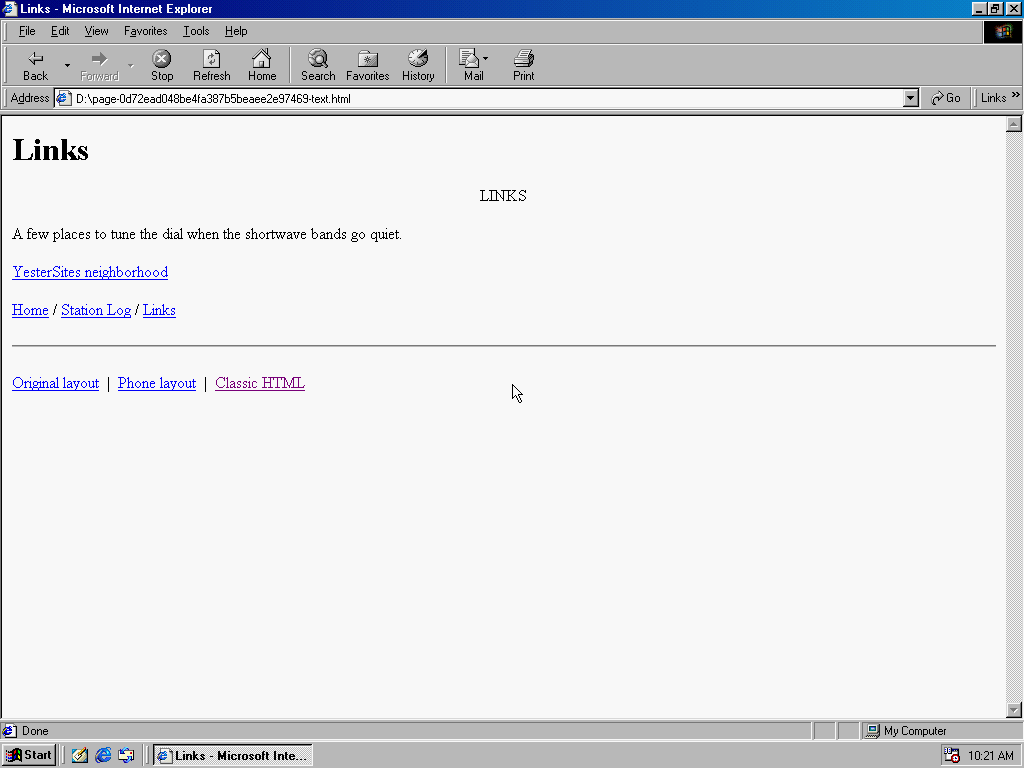 Links - Microsoft Internet Explorer
File Edit View Favorites Tools Help
Back Forward Stop Refresh Home Search Favorites History Mail Print
Address D:\page-0d72ead048be4fa387b5beaee2e97469-text.html Go Links »
Links
LINKS
A few places to tune the dial when the shortwave bands go quiet.
YesterSites neighborhood
Home / Station Log / Links
Original layout | Phone layout | Classic HTML
Done My Computer
Start Links - Microsoft Inte... 10:21 AM